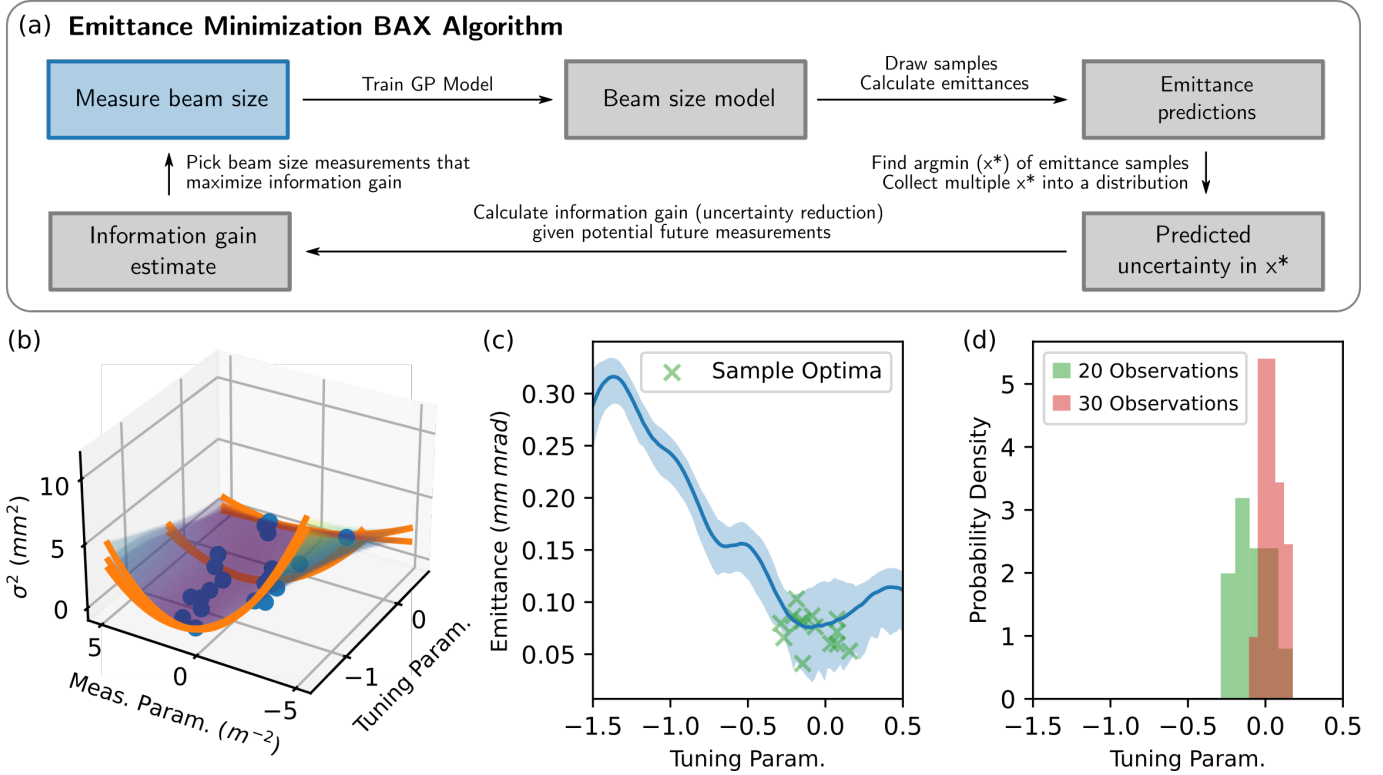 (a) Emittance Minimization BAX Algorithm
Measure beam size
Train GP Model
Beam size model
Draw samples
Calculate emittances
Emittance
predictions
Pick beam size measurements that
maximize information gain
Find argmin (x*) of emittance samples
Collect multiple x* into a distribution
Calculate information gain (uncertainty reduction)
given potential future measurements
Information gain
estimate
Predicted
uncertainty in x*
(b)
10
5
0
σ² (mm²)
5
0
−5
Meas. Param. (m⁻²)
−1
0
Tuning Param.
(c)
Sample Optima
0.30
0.25
0.20
0.15
0.10
0.05
Emittance (mm mrad)
−1.5 −1.0 −0.5 0.0 0.5
Tuning Param.
(d)
20 Observations
30 Observations
5
4
3
2
1
0
Probability Density
−1.5 −1.0 −0.5 0.0 0.5
Tuning Param.